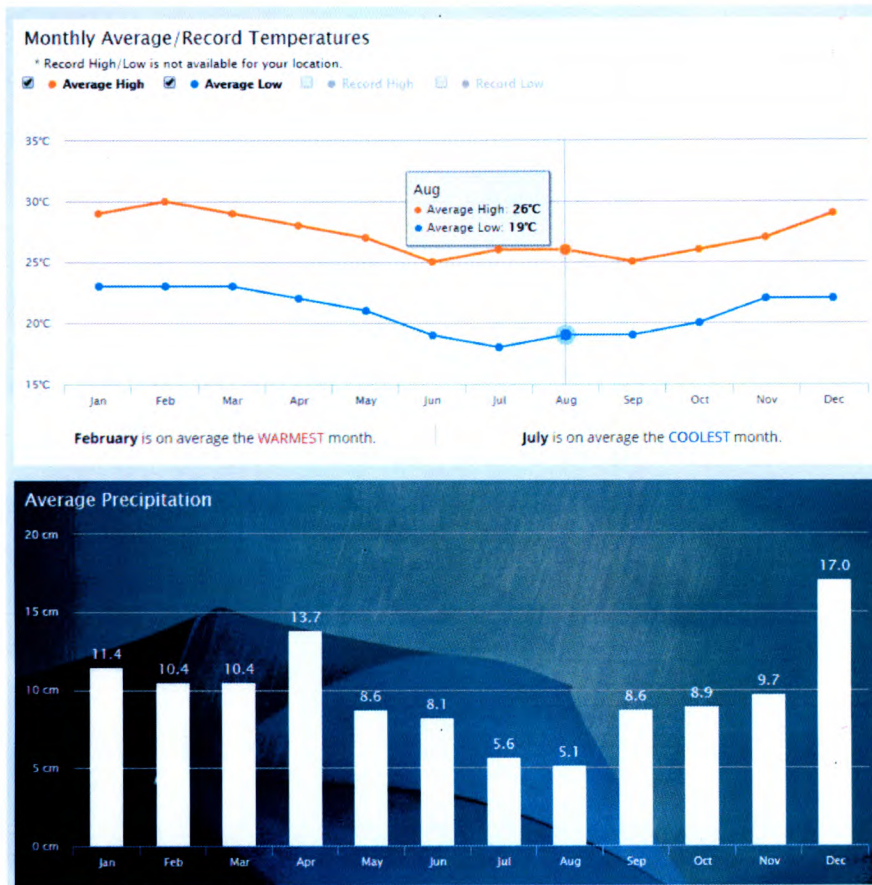 Monthly Average/Record Temperatures
* Record High/Low is not available for your location.
Average High Average Low Record High Record Low
35°C
30°C
25°C
20°C
15°C
Aug
Average High: 26°C
Average Low: 19°C
Jan Feb Mar Apr May Jun Jul Aug Sep Oct Nov Dec
February is on average the WARMEST month. July is on average the COOLEST month.
Average Precipitation
20 cm
15 cm
10 cm
5 cm
0 cm
11.4 10.4 10.4 13.7 8.6 8.1 5.6 5.1 8.6 8.9 9.7 17.0
Jan Feb Mar Apr May Jun Jul Aug Sep Oct Nov Dec